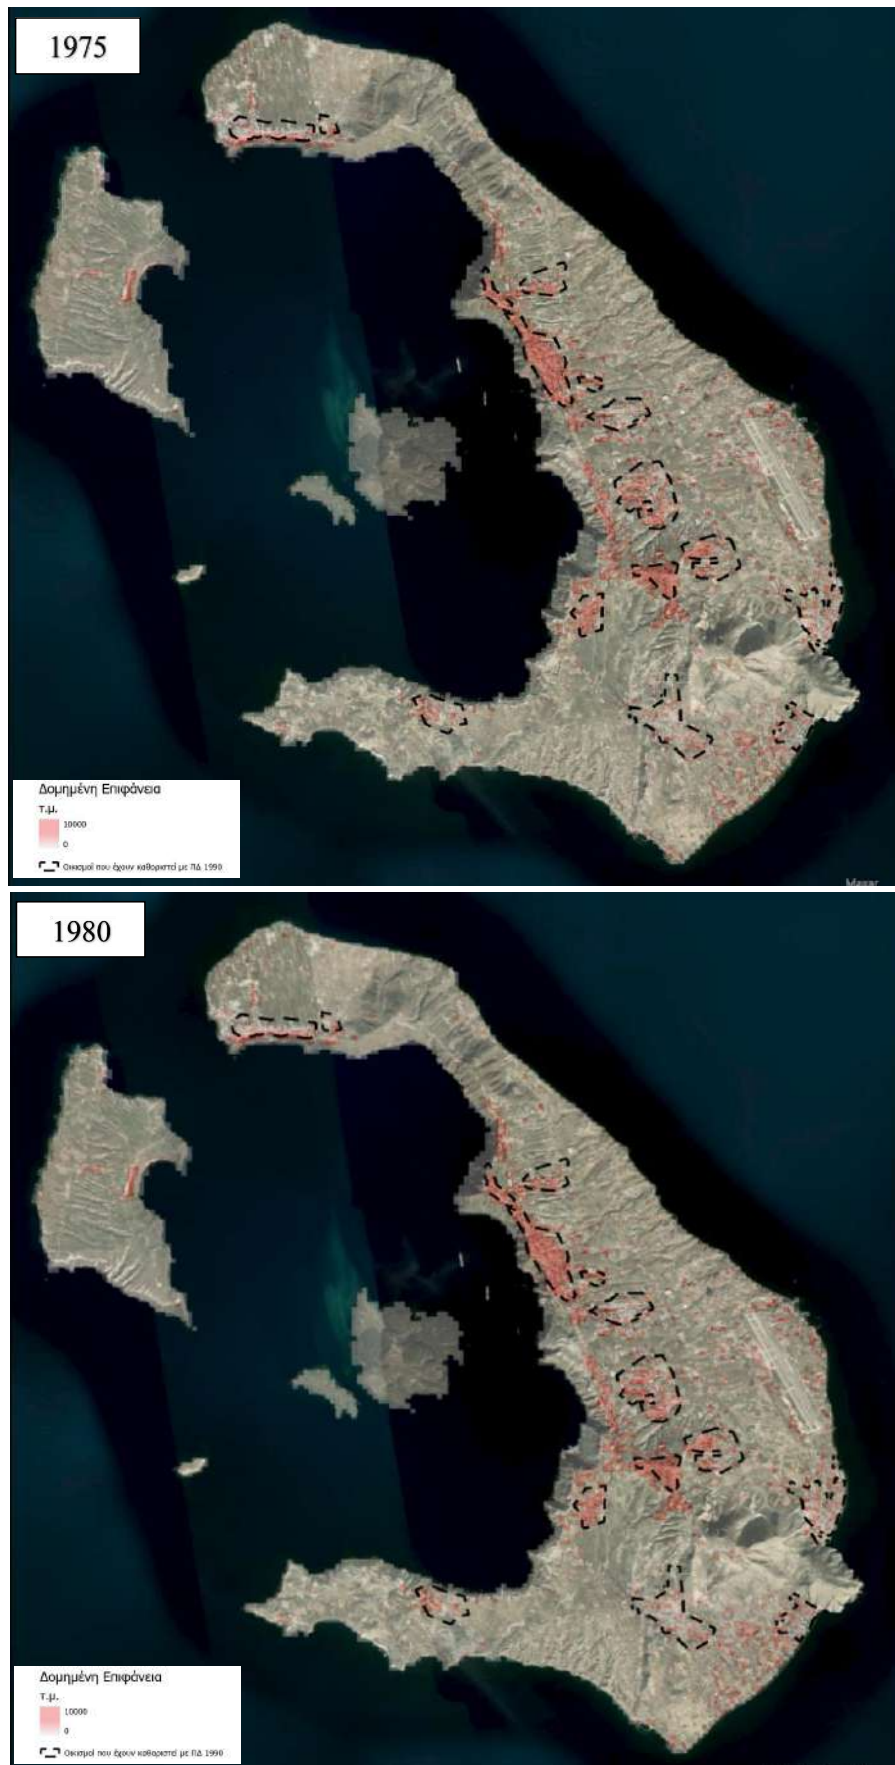 1975
Δομημένη Επιφάνεια
τ.μ.
10000
0
Οικισμοί που έχουν καθοριστεί με ΠΔ 1990
Maxar
1980
Δομημένη Επιφάνεια
τ.μ.
10000
0
Οικισμοί που έχουν καθοριστεί με ΠΔ 1990